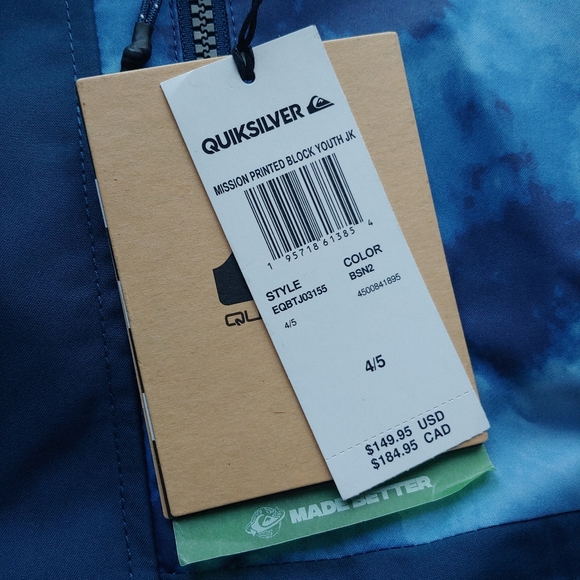 QUIKSILVER
MISSION PRINTED BLOCK YOUTH JK
1 95718 61385 4
STYLE COLOR
EQBTJ03155 BSN2
4/5 4500841895
4/5
$149.95 USD
$184.95 CAD
QU
MADE BETTER